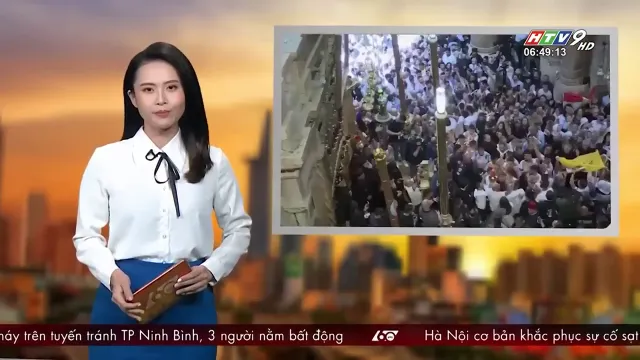 HTV9 HD
06:49:13
máy trên tuyến tránh TP Ninh Bình, 3 người nằm bất động
60
Hà Nội cơ bản khắc phục sự cố sạt